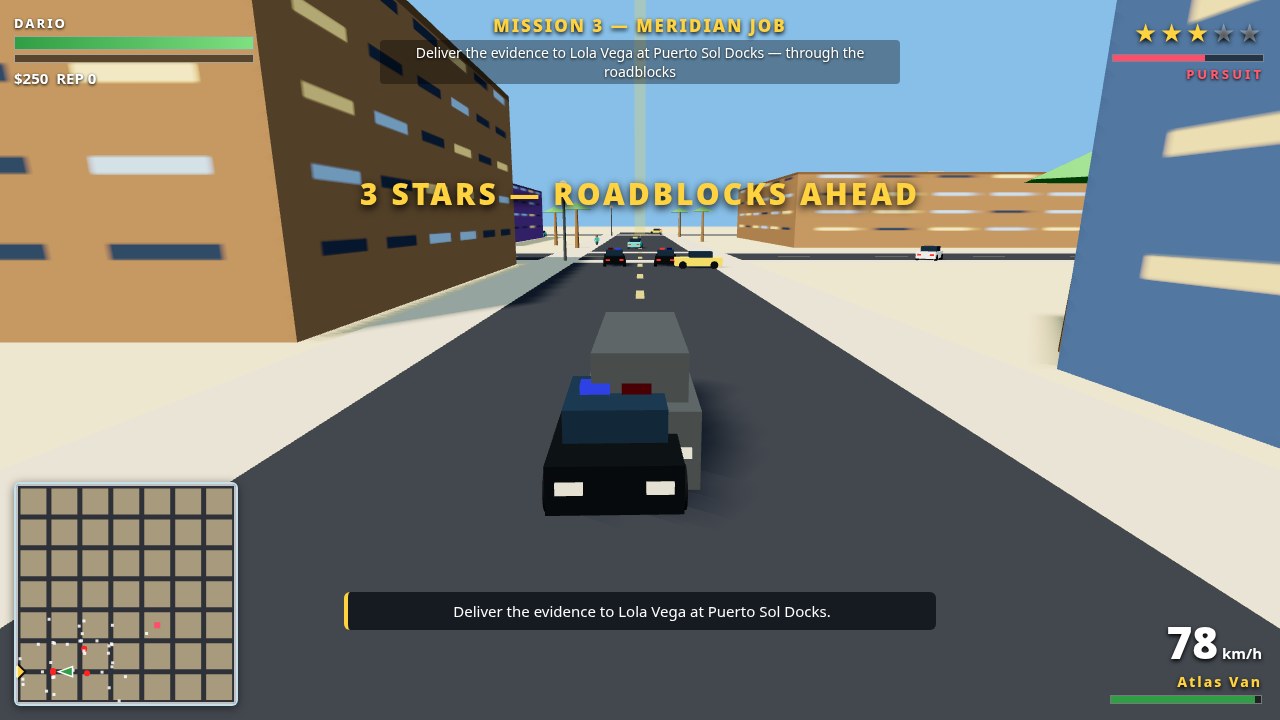 DARIO
$250 REP 0
MISSION 3 — MERIDIAN JOB
Deliver the evidence to Lola Vega at Puerto Sol Docks — through the
roadblocks
PURSUIT
3 STARS — ROADBLOCKS AHEAD
Deliver the evidence to Lola Vega at Puerto Sol Docks.
78 km/h
Atlas Van